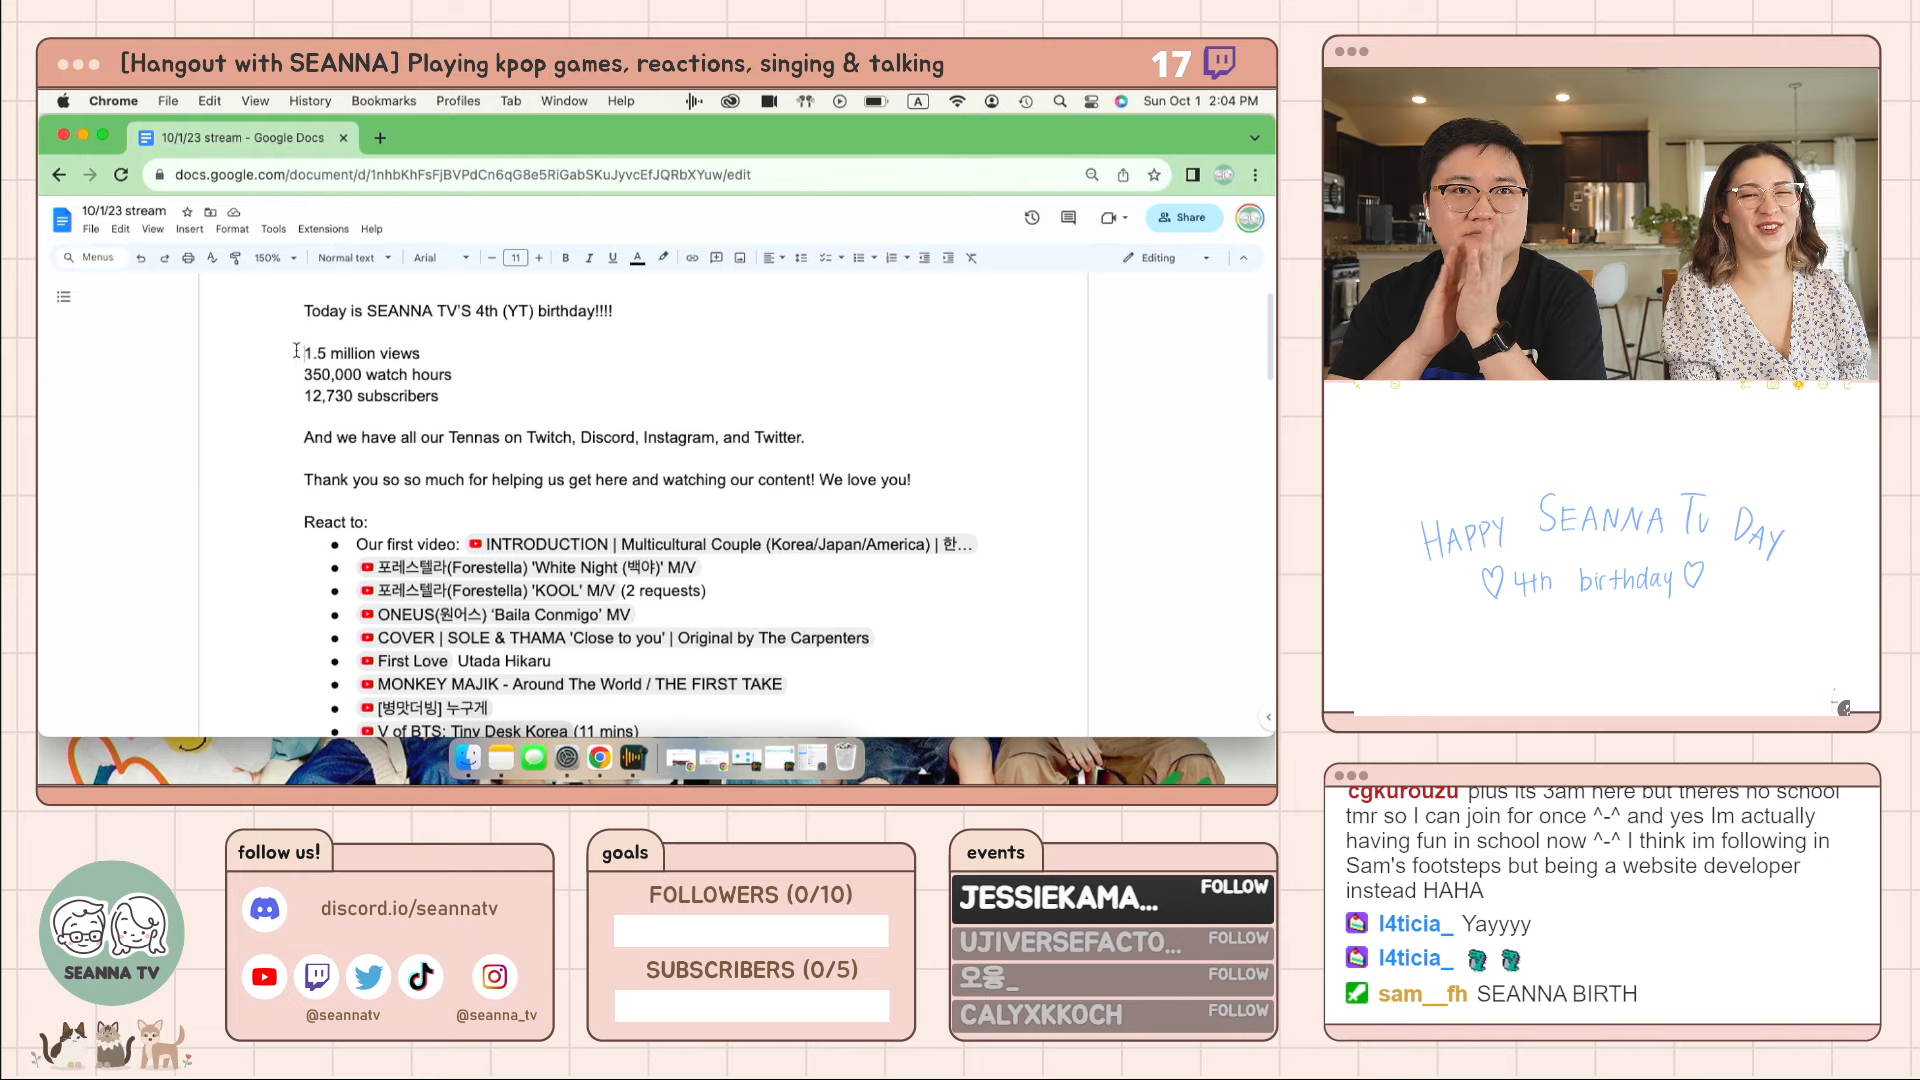 [Hangout with SEANNA] Playing kpop games, reactions, singing & talking
17
Chrome File Edit View History Bookmarks Profiles Tab Window Help
A
Sun Oct 1 2:04 PM
10/1/23 stream - Google Docs
docs.google.com/document/d/1nhbKhFsFjBVPdCn6qG8e5RiGabSKuJyvcEfJQRbXYuw/edit
10/1/23 stream
File Edit View Insert Format Tools Extensions Help
Share
Menus 150% Normal text Arial 11 B I U A Editing
Today is SEANNA TV'S 4th (YT) birthday!!!!
1.5 million views
350,000 watch hours
12,730 subscribers
And we have all our Tennas on Twitch, Discord, Instagram, and Twitter.
Thank you so so much for helping us get here and watching our content! We love you!
React to:
Our first video: INTRODUCTION | Multicultural Couple (Korea/Japan/America) | 한...
포레스텔라(Forestella) 'White Night (백야)' M/V
포레스텔라(Forestella) 'KOOL' M/V (2 requests)
ONEUS(원어스) 'Baila Conmigo' MV
COVER | SOLE & THAMA 'Close to you' | Original by The Carpenters
First Love Utada Hikaru
MONKEY MAJIK - Around The World / THE FIRST TAKE
[병맛더빙] 누구게
V of BTS: Tiny Desk Korea (11 mins)
HAPPY SEANNA TV DAY
♡ 4th birthday ♡
cgkurouzu plus its 3am here but theres no school
tmr so I can join for once ^-^ and yes Im actually
having fun in school now ^-^ I think im following in
Sam's footsteps but being a website developer
instead HAHA
l4ticia_ Yayyyy
l4ticia_
sam__fh SEANNA BIRTH
SEANNA TV
follow us!
discord.io/seannatv
@seannatv
@seanna_tv
goals
FOLLOWERS (0/10)
SUBSCRIBERS (0/5)
events
JESSIEKAMA... FOLLOW
UJIVERSEFACTO... FOLLOW
오응_ FOLLOW
CALYXKKOCH FOLLOW